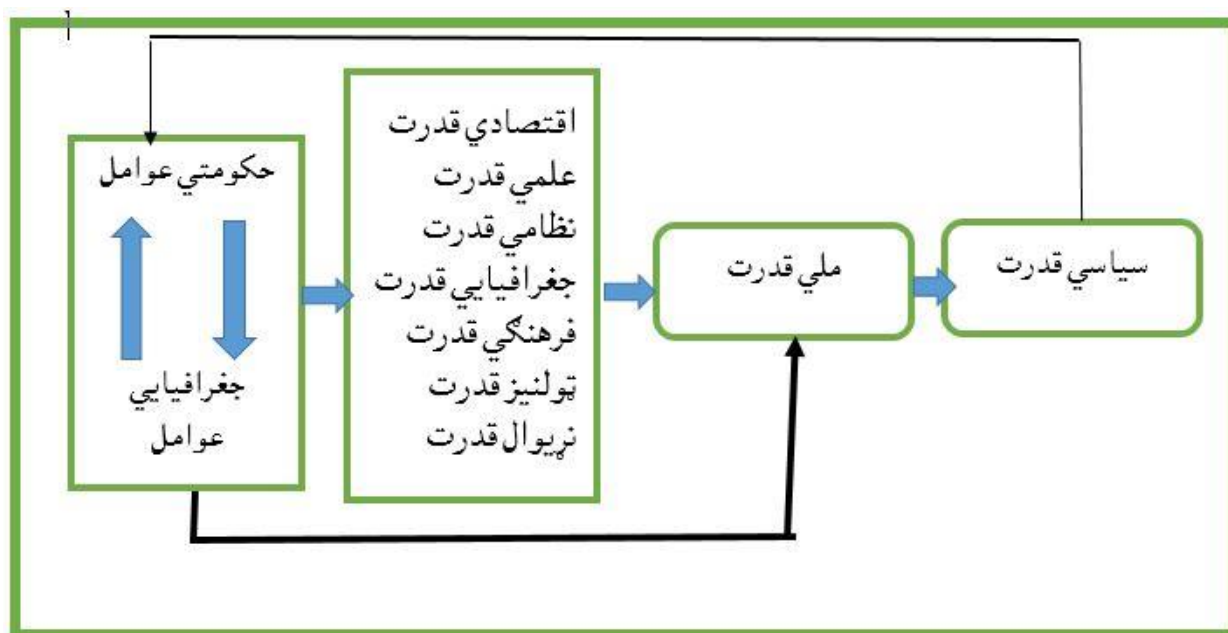 حکومتي عوامل
جغرافيايي
عوامل
اقتصادي قدرت
علمي قدرت
نظامي قدرت
جغرافيايي قدرت
فرهنګي قدرت
ټولنيز قدرت
نړيوال قدرت
ملي قدرت
سياسي قدرت